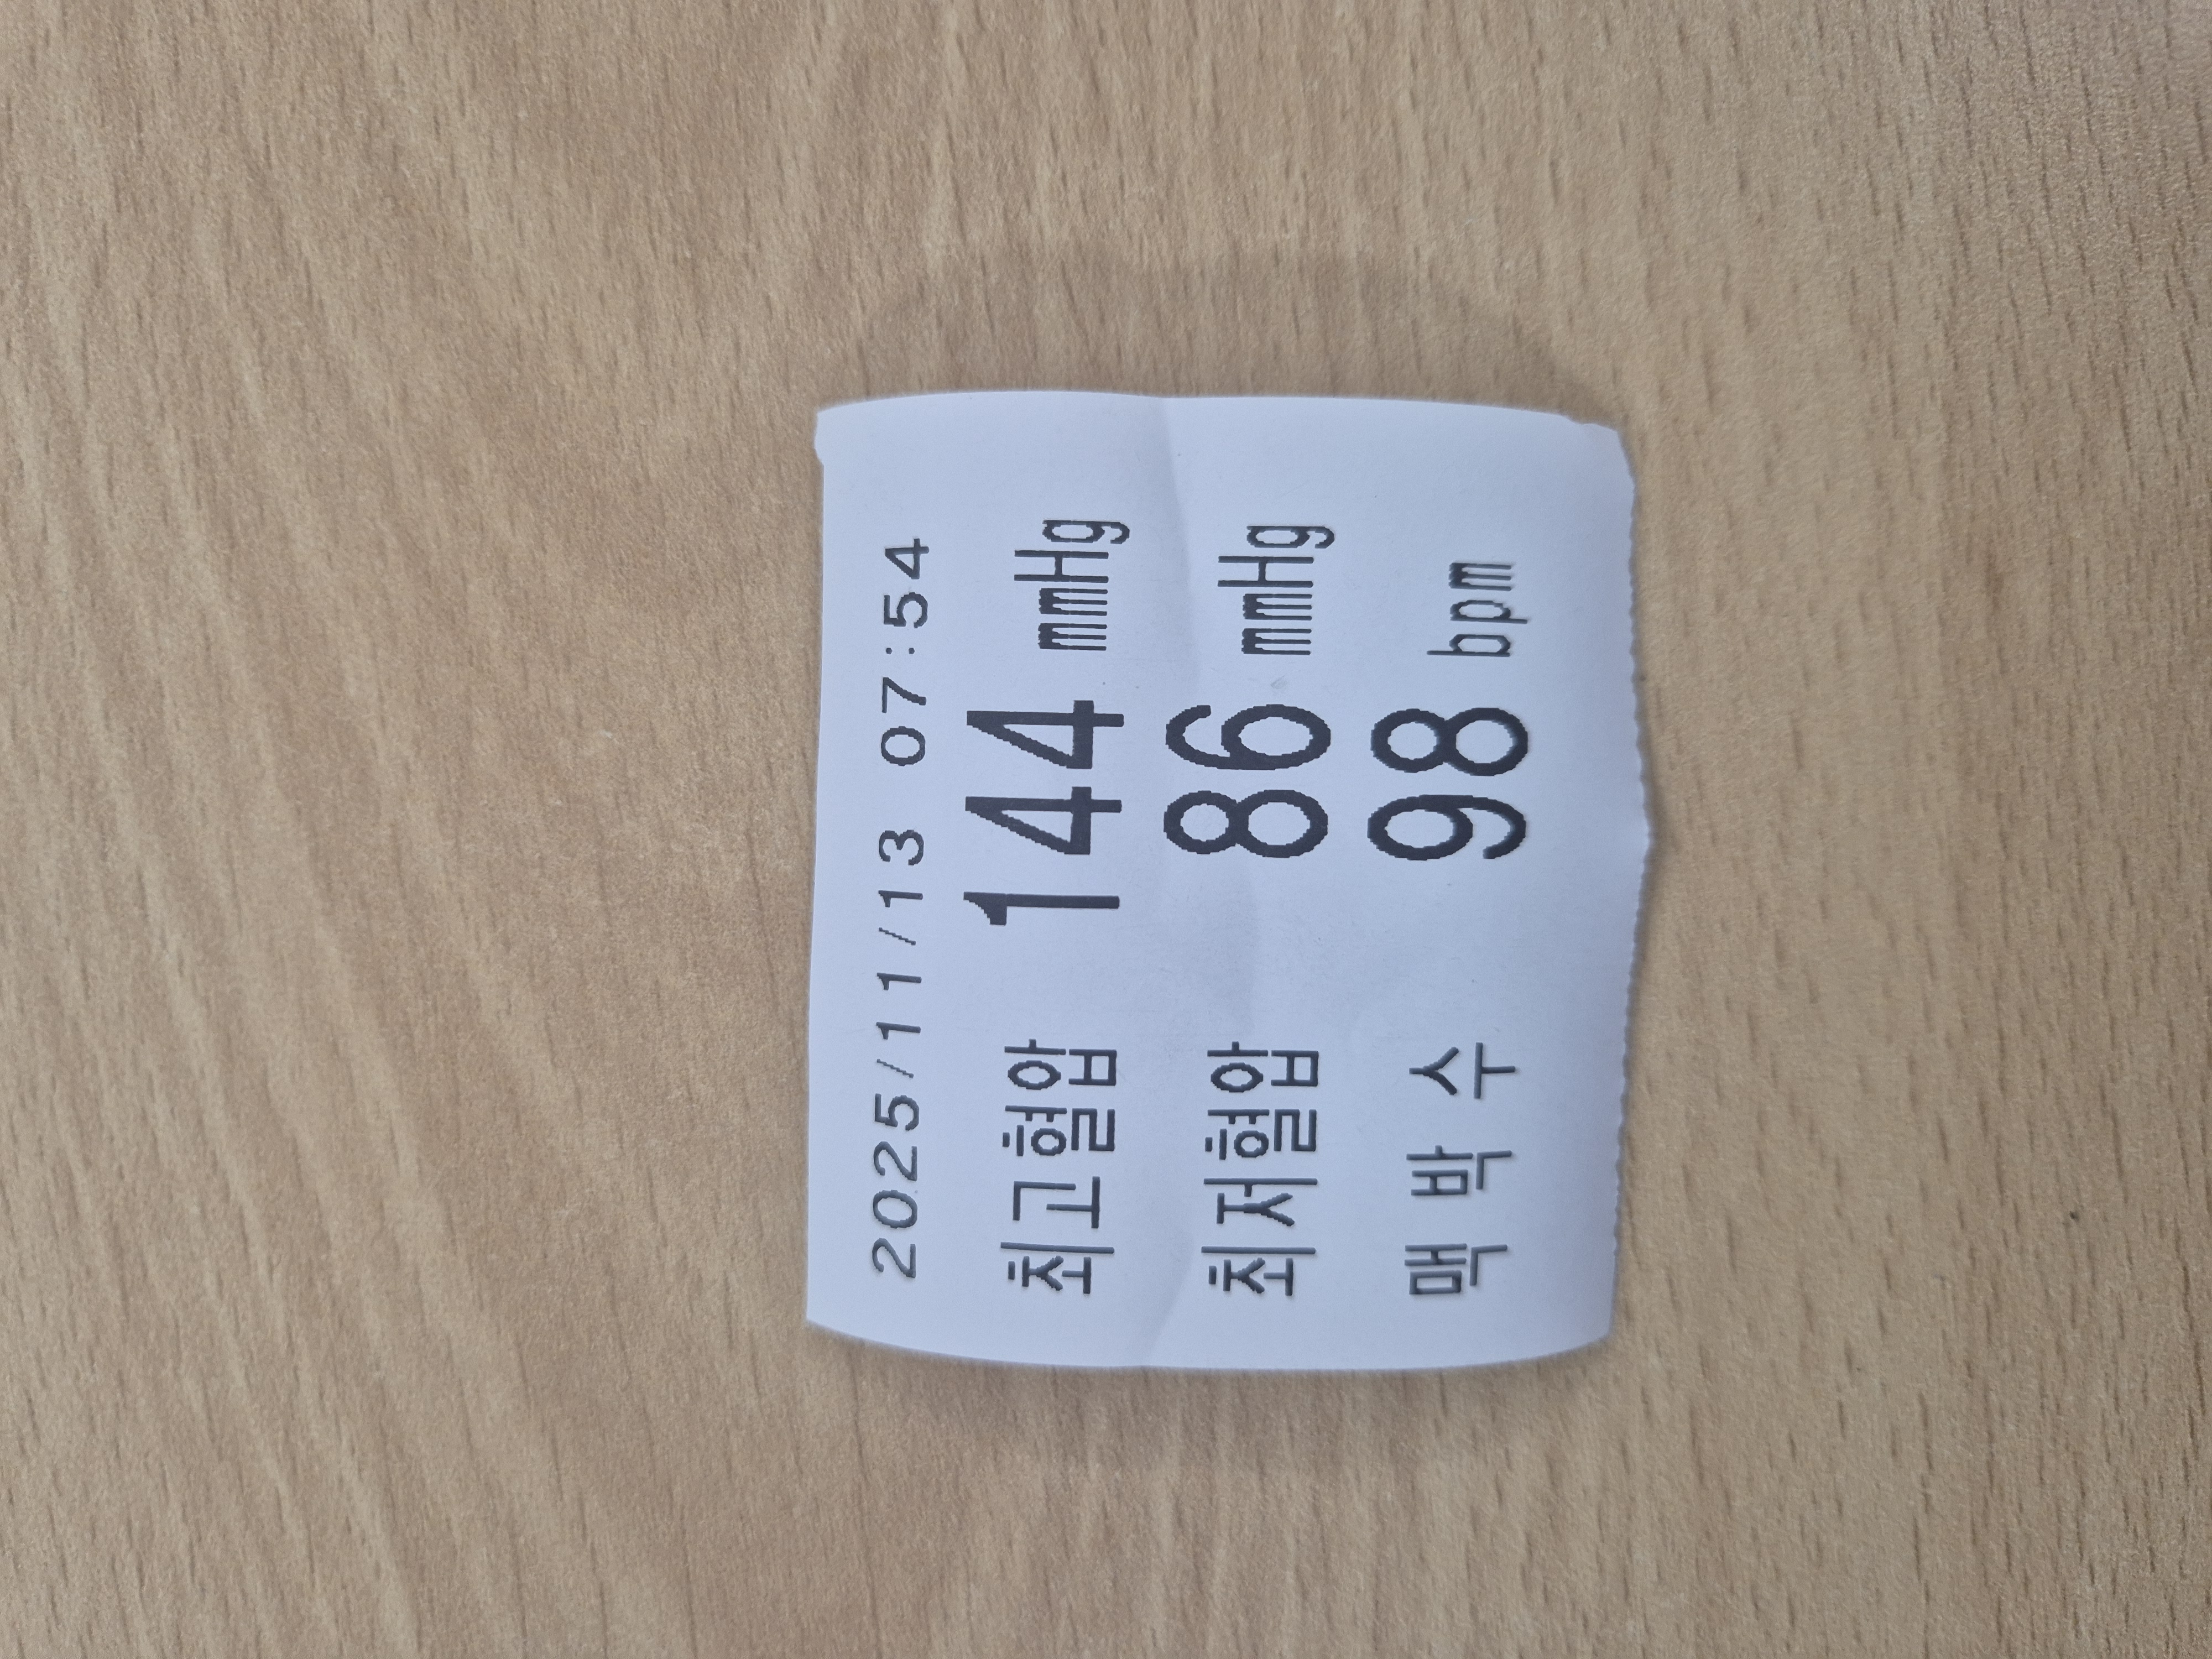 2025/11/13 07:54
최고혈압 144 mmHg
최저혈압 86 mmHg
맥 박 수 98 bpm